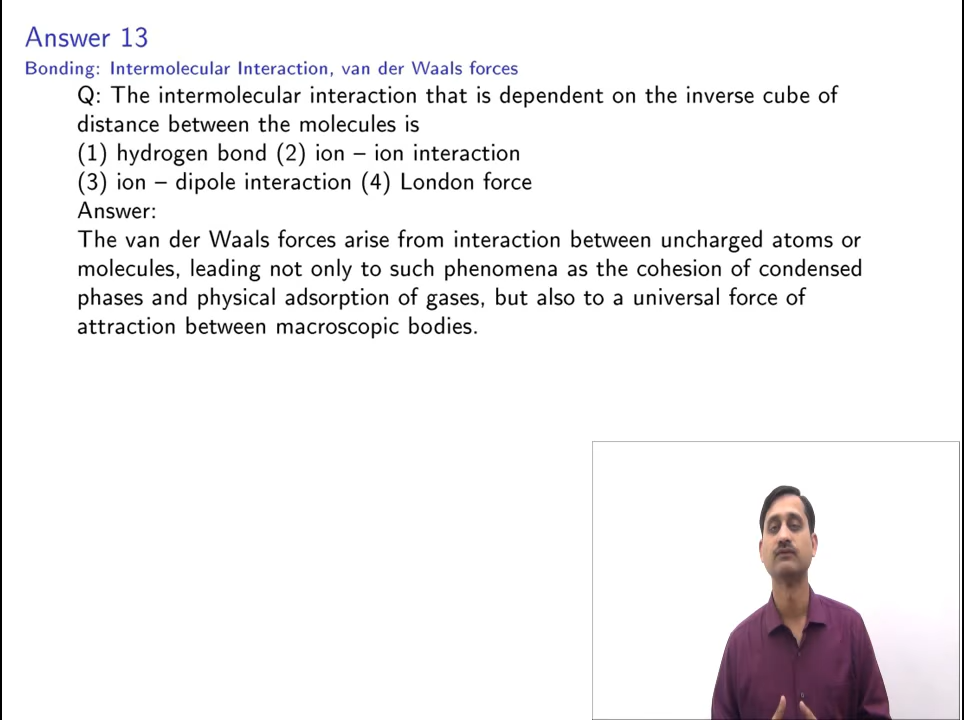 Answer 13
Bonding: Intermolecular Interaction, van der Waals forces
Q: The intermolecular interaction that is dependent on the inverse cube of
distance between the molecules is
(1) hydrogen bond (2) ion – ion interaction
(3) ion – dipole interaction (4) London force
Answer:
The van der Waals forces arise from interaction between uncharged atoms or
molecules, leading not only to such phenomena as the cohesion of condensed
phases and physical adsorption of gases, but also to a universal force of
attraction between macroscopic bodies.